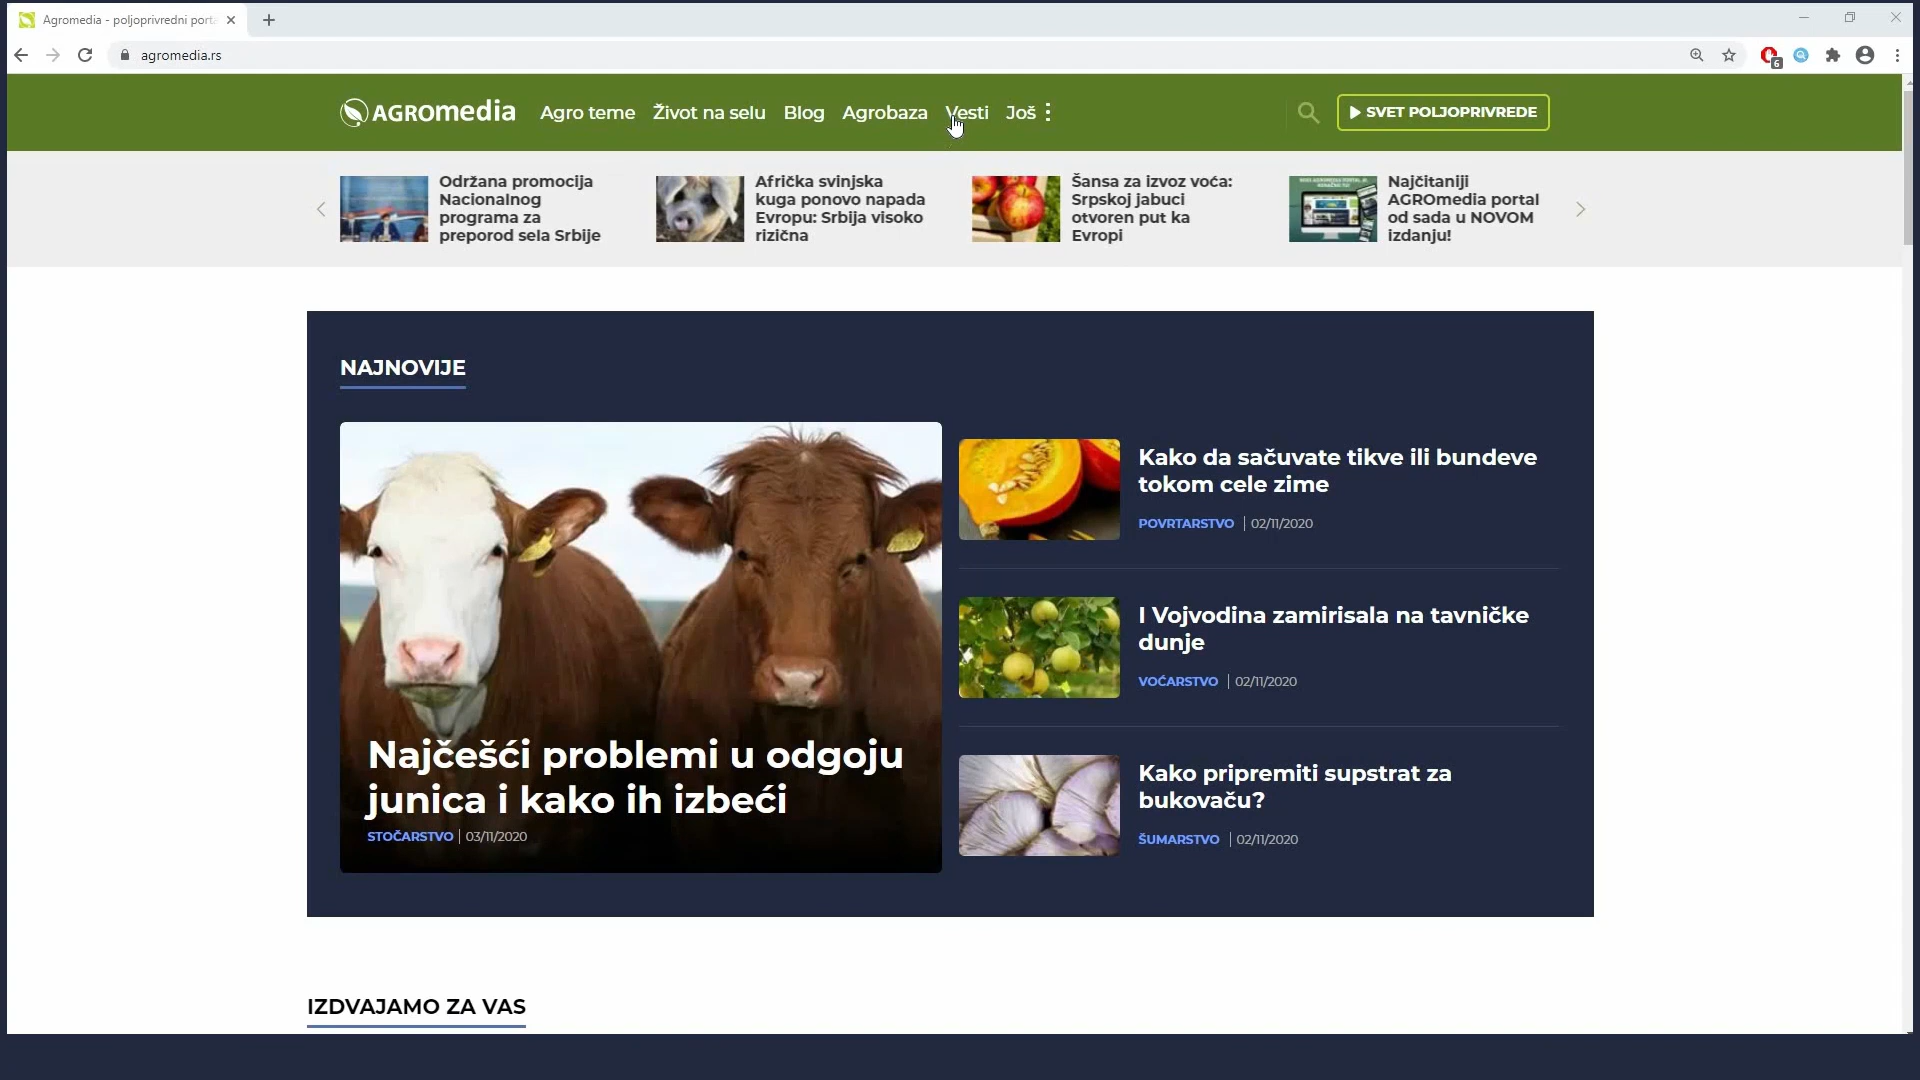 Agromedia - poljoprivredni porta
agromedia.rs
6
AGROmedia
Agro teme
Život na selu
Blog
Agrobaza
Vesti
Još
SVET POLJOPRIVREDE
Održana promocija
Nacionalnog
programa za
preporod sela Srbije
Afrička svinjska
kuga ponovo napada
Evropu: Srbija visoko
rizična
Šansa za izvoz voća:
Srpskoj jabuci
otvoren put ka
Evropi
Najčitaniji
AGROmedia portal
od sada u NOVOM
izdanju!
NAJNOVIJE
Najčešći problemi u odgoju
junica i kako ih izbeći
STOČARSTVO | 03/11/2020
Kako da sačuvate tikve ili bundeve
tokom cele zime
POVRTARSTVO | 02/11/2020
I Vojvodina zamirisala na tavničke
dunje
VOĆARSTVO | 02/11/2020
Kako pripremiti supstrat za
bukovaču?
ŠUMARSTVO | 02/11/2020
IZDVAJAMO ZA VAS